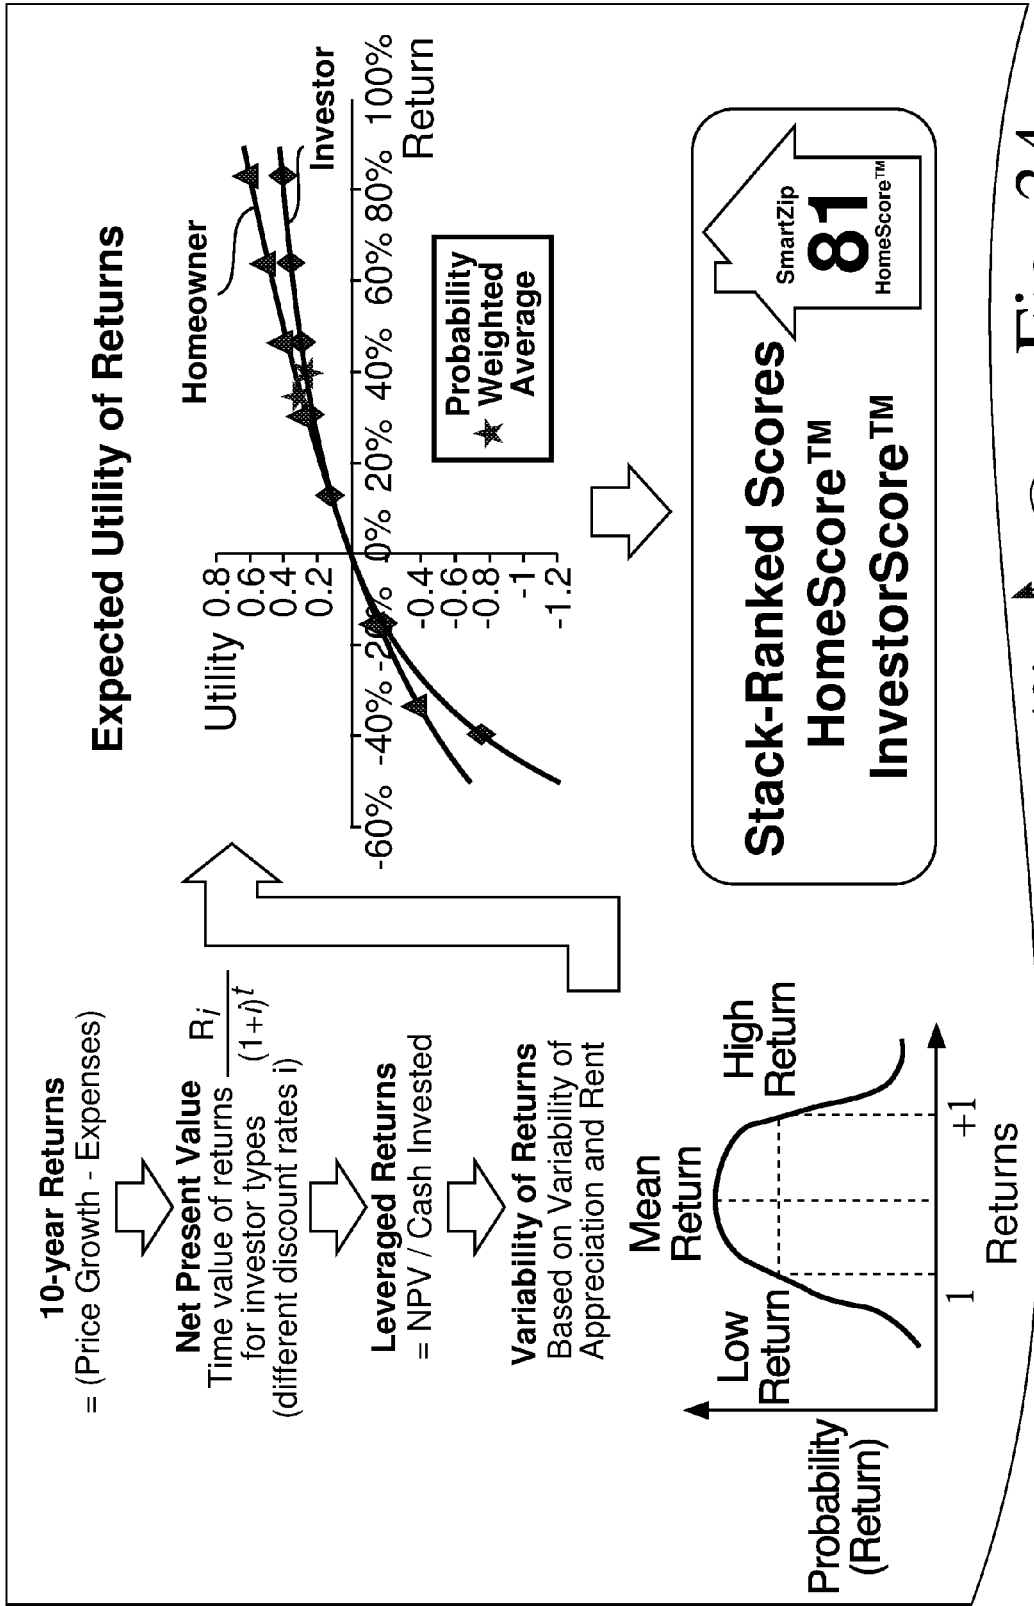 10-year Returns
= (Price Growth - Expenses)
Net Present Value
Time value of returns Ri
(1+i)t
for investor types
(different discount rates i)
Leveraged Returns
= NPV / Cash Invested
Variability of Returns
Based on Variability of
Appreciation and Rent
Mean
Return
Low
Return
High
Return
Probability
(Return)
1
+1
Returns
Expected Utility of Returns
Utility
Homeowner
Investor
0.8
0.6
0.4
0.2
-0.4
-0.6
-0.8
-1
-1.2
-60% -40% -20% 0% 20% 40% 60% 80% 100%
Return
Probability
Weighted
Average
Stack-Ranked Scores
HomeScore™
InvestorScore™
SmartZip
81
HomeScore™